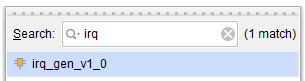 Search: irq (1 match)
irq_gen_v1_0